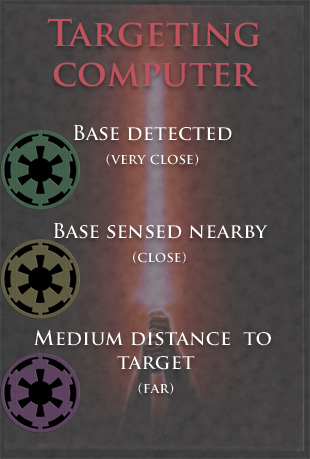 Targeting
computer
Base detected
(very close)
Base sensed nearby
(close)
Medium distance to
target
(far)